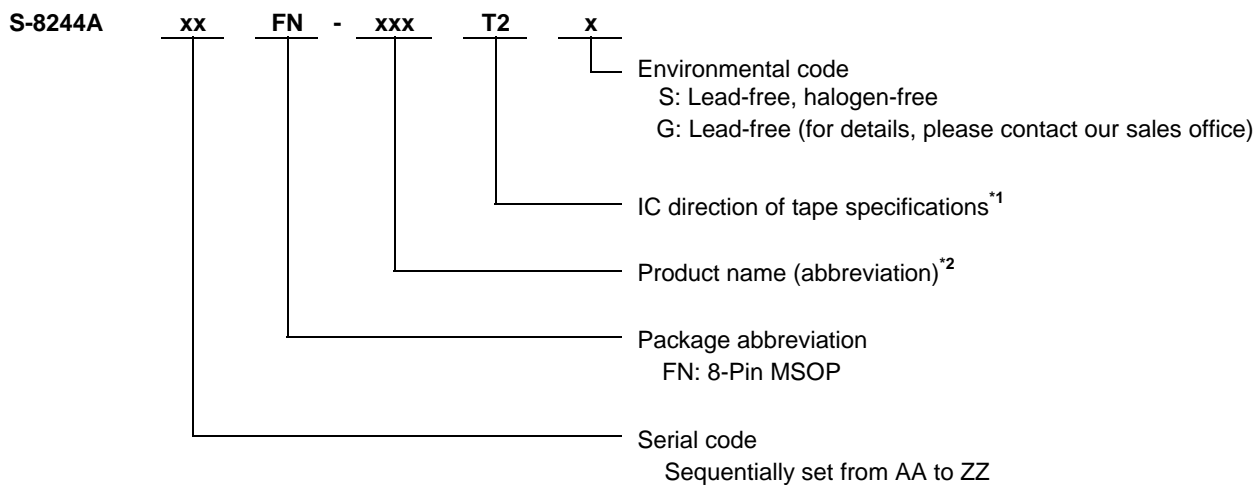 S-8244A xx FN - xxx T2 x
Environmental code
S: Lead-free, halogen-free
G: Lead-free (for details, please contact our sales office)
IC direction of tape specifications*1
Product name (abbreviation)*2
Package abbreviation
FN: 8-Pin MSOP
Serial code
Sequentially set from AA to ZZ